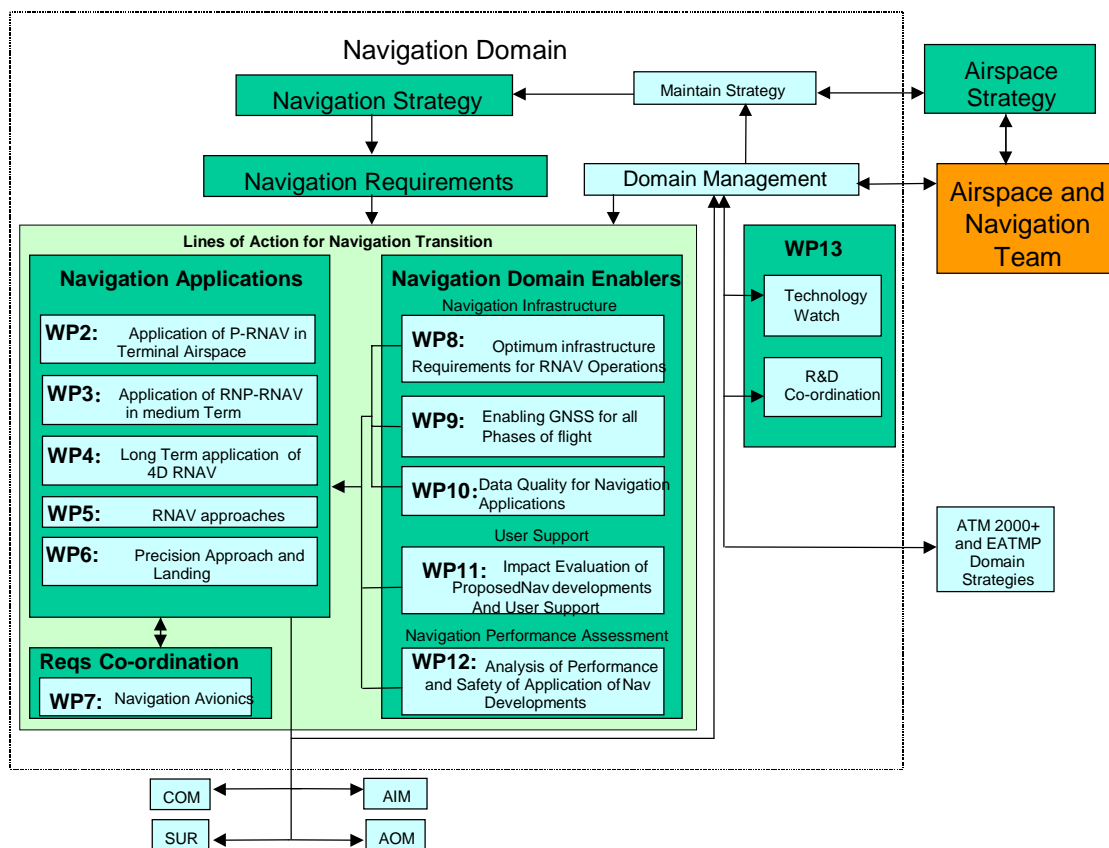 Navigation Domain
Navigation Strategy
Maintain Strategy
Airspace
Strategy
Navigation Requirements
Domain Management
Airspace and
Navigation
Team
Lines of Action for Navigation Transition
Navigation Applications
WP2: Application of P-RNAV in
Terminal Airspace
WP3: Application of RNP-RNAV
in medium Term
WP4: Long Term application of
4D RNAV
WP5: RNAV approaches
WP6: Precision Approach and
Landing
Reqs Co-ordination
WP7: Navigation Avionics
Navigation Domain Enablers
Navigation Infrastructure
WP8: Optimum infrastructure
Requirements for RNAV Operations
WP9: Enabling GNSS for all
Phases of flight
WP10: Data Quality for Navigation
Applications
User Support
WP11: Impact Evaluation of
ProposedNav developments
And User Support
Navigation Performance Assessment
WP12: Analysis of Performance
and Safety of Application of Nav
Developments
WP13
Technology
Watch
R&D
Co-ordination
ATM 2000+
and EATMP
Domain
Strategies
COM
AIM
SUR
AOM